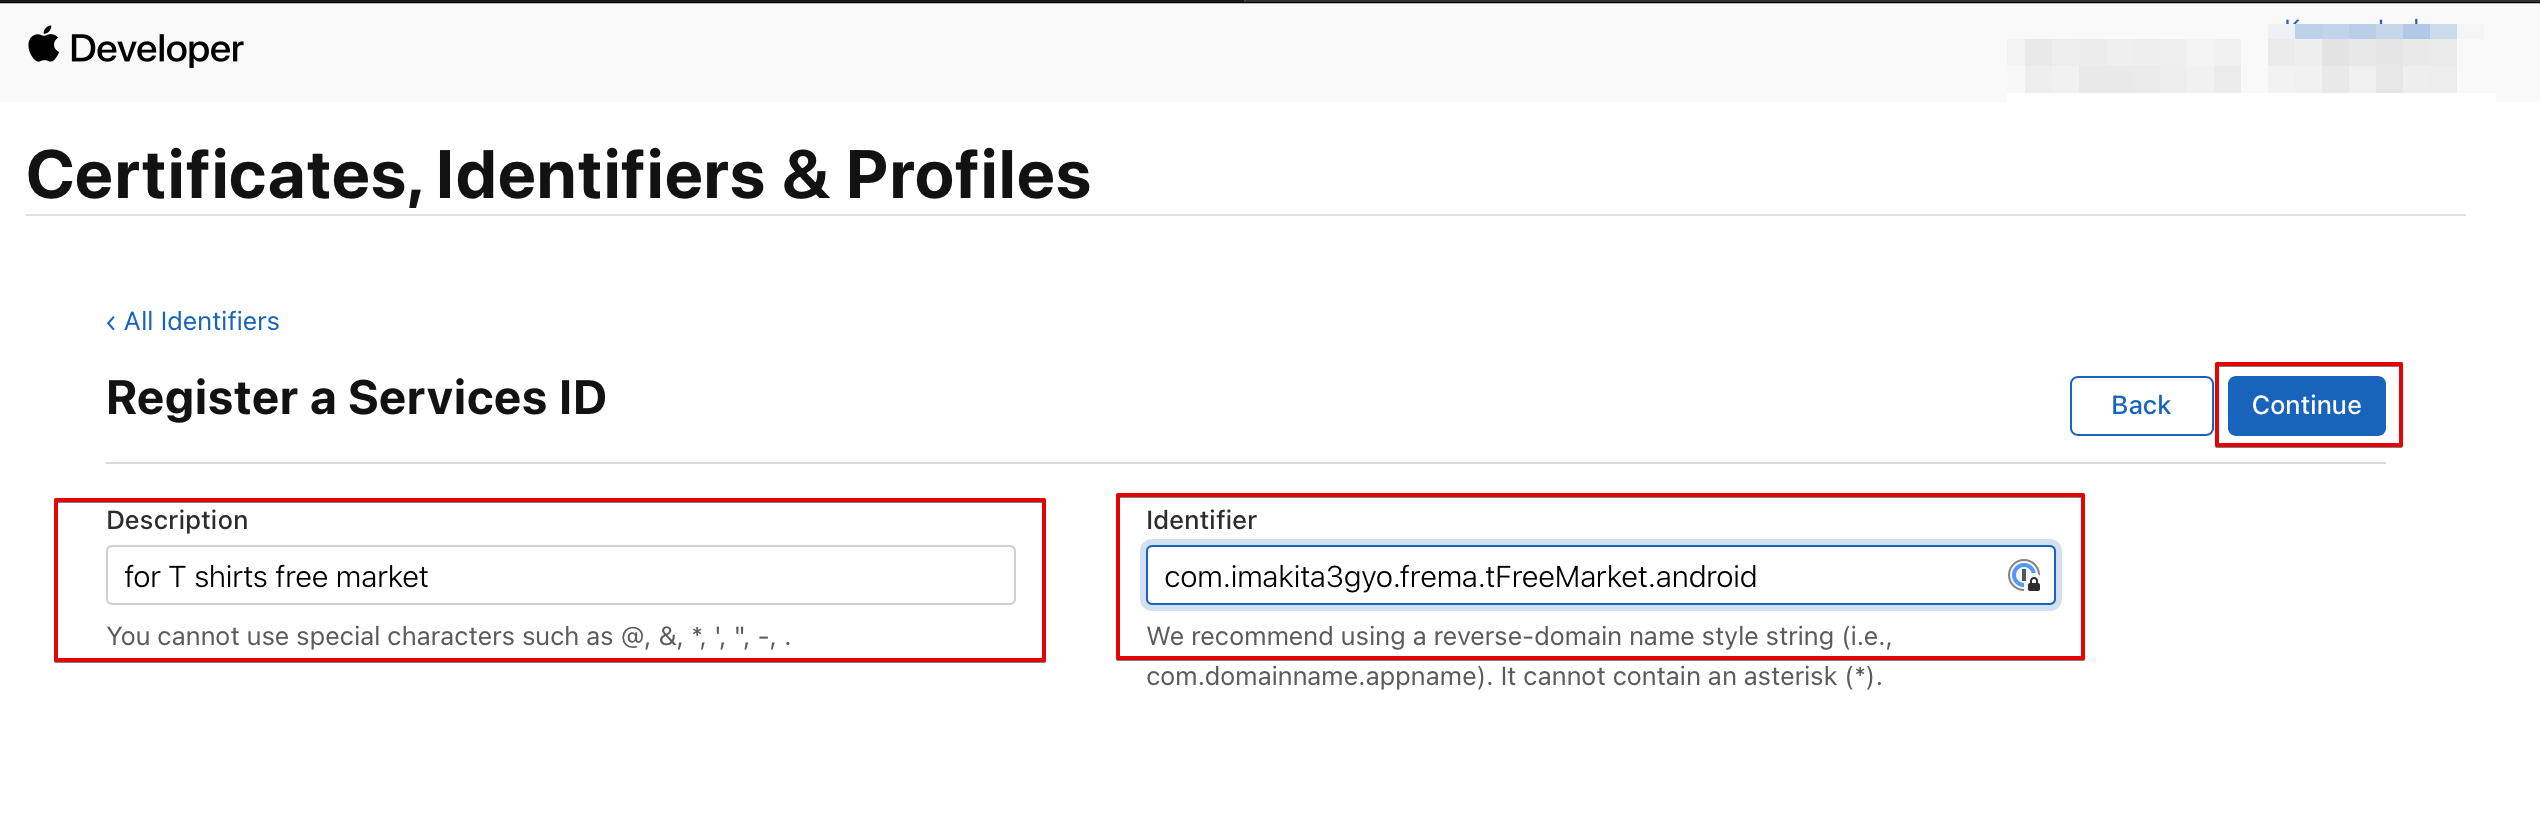 Developer
Certificates, Identifiers & Profiles
‹ All Identifiers
Register a Services ID
Back
Continue
Description
Identifier
for T shirts free market
com.imakita3gyo.frema.tFreeMarket.android
You cannot use special characters such as @, &, *, ', ", -, .
We recommend using a reverse-domain name style string (i.e.,
com.domainname.appname). It cannot contain an asterisk (*).